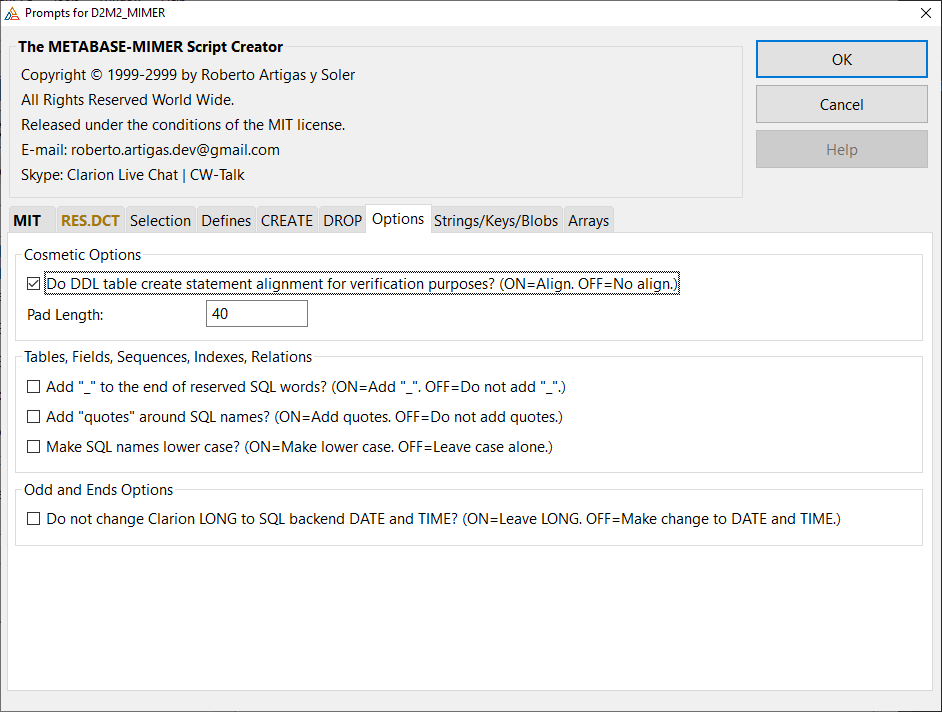 Prompts for D2M2_MIMER
The METABASE-MIMER Script Creator
Copyright © 1999-2999 by Roberto Artigas y Soler
All Rights Reserved World Wide.
Released under the conditions of the MIT license.
E-mail: roberto.artigas.dev@gmail.com
Skype: Clarion Live Chat | CW-Talk
OK
Cancel
Help
MIT RES.DCT Selection Defines CREATE DROP Options Strings/Keys/Blobs Arrays
Cosmetic Options
Do DDL table create statement alignment for verification purposes? (ON=Align. OFF=No align.)
Pad Length: 40
Tables, Fields, Sequences, Indexes, Relations
Add "_" to the end of reserved SQL words? (ON=Add "_". OFF=Do not add "_".)
Add "quotes" around SQL names? (ON=Add quotes. OFF=Do not add quotes.)
Make SQL names lower case? (ON=Make lower case. OFF=Leave case alone.)
Odd and Ends Options
Do not change Clarion LONG to SQL backend DATE and TIME? (ON=Leave LONG. OFF=Make change to DATE and TIME.)